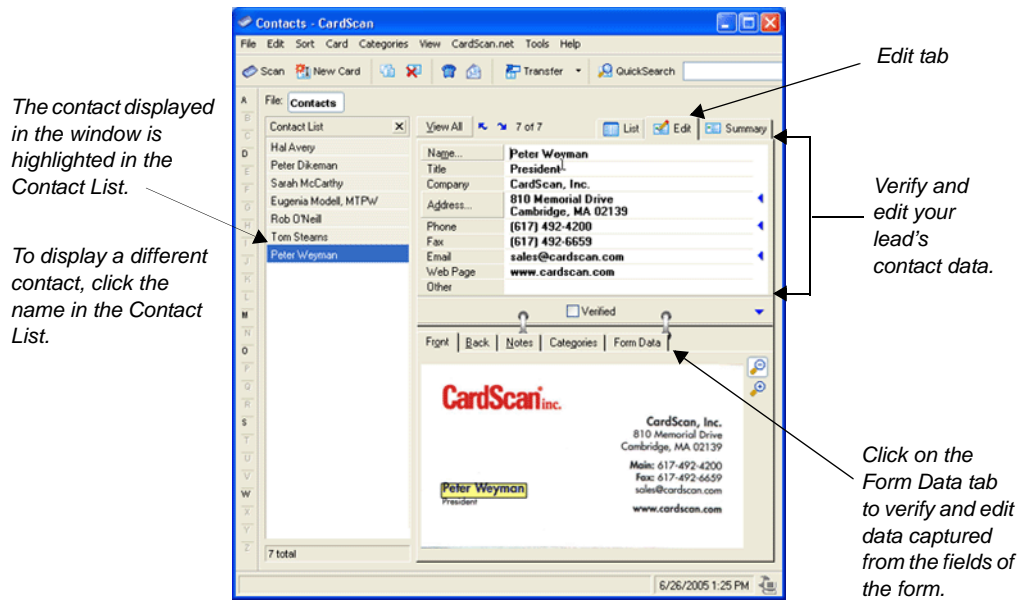 Contacts - CardScan
File Edit Sort Card Categories View CardScan.net Tools Help
Scan New Card Transfer QuickSearch
File: Contacts
A
B
C
D
E
F
G
H
I
J
K
L
M
N
O
P
Q
R
S
T
U
V
W
X
Y
Z
Contact List
Hal Avery
Peter Dikeman
Sarah McCarthy
Eugenia Modell, MTPW
Rob O'Neill
Tom Stearns
Peter Weyman
7 total
View All 7 of 7 List Edit Summary
Name... Peter Weyman
Title President
Company CardScan, Inc.
Address... 810 Memorial Drive
Cambridge, MA 02139
Phone (617) 492-4200
Fax (617) 492-6659
Email sales@cardscan.com
Web Page www.cardscan.com
Other
Verified
Front Back Notes Categories Form Data
CardScan inc.
CardScan, Inc.
810 Memorial Drive
Cambridge, MA 02139
Main: 617-492-4200
Fax: 617-492-6659
sales@cardscan.com
www.cardscan.com
Peter Weyman
President
6/26/2005 1:25 PM
The contact displayed
in the window is
highlighted in the
Contact List.
To display a different
contact, click the
name in the Contact
List.
Edit tab
Verify and
edit your
lead's
contact data.
Click on the
Form Data tab
to verify and edit
data captured
from the fields of
the form.